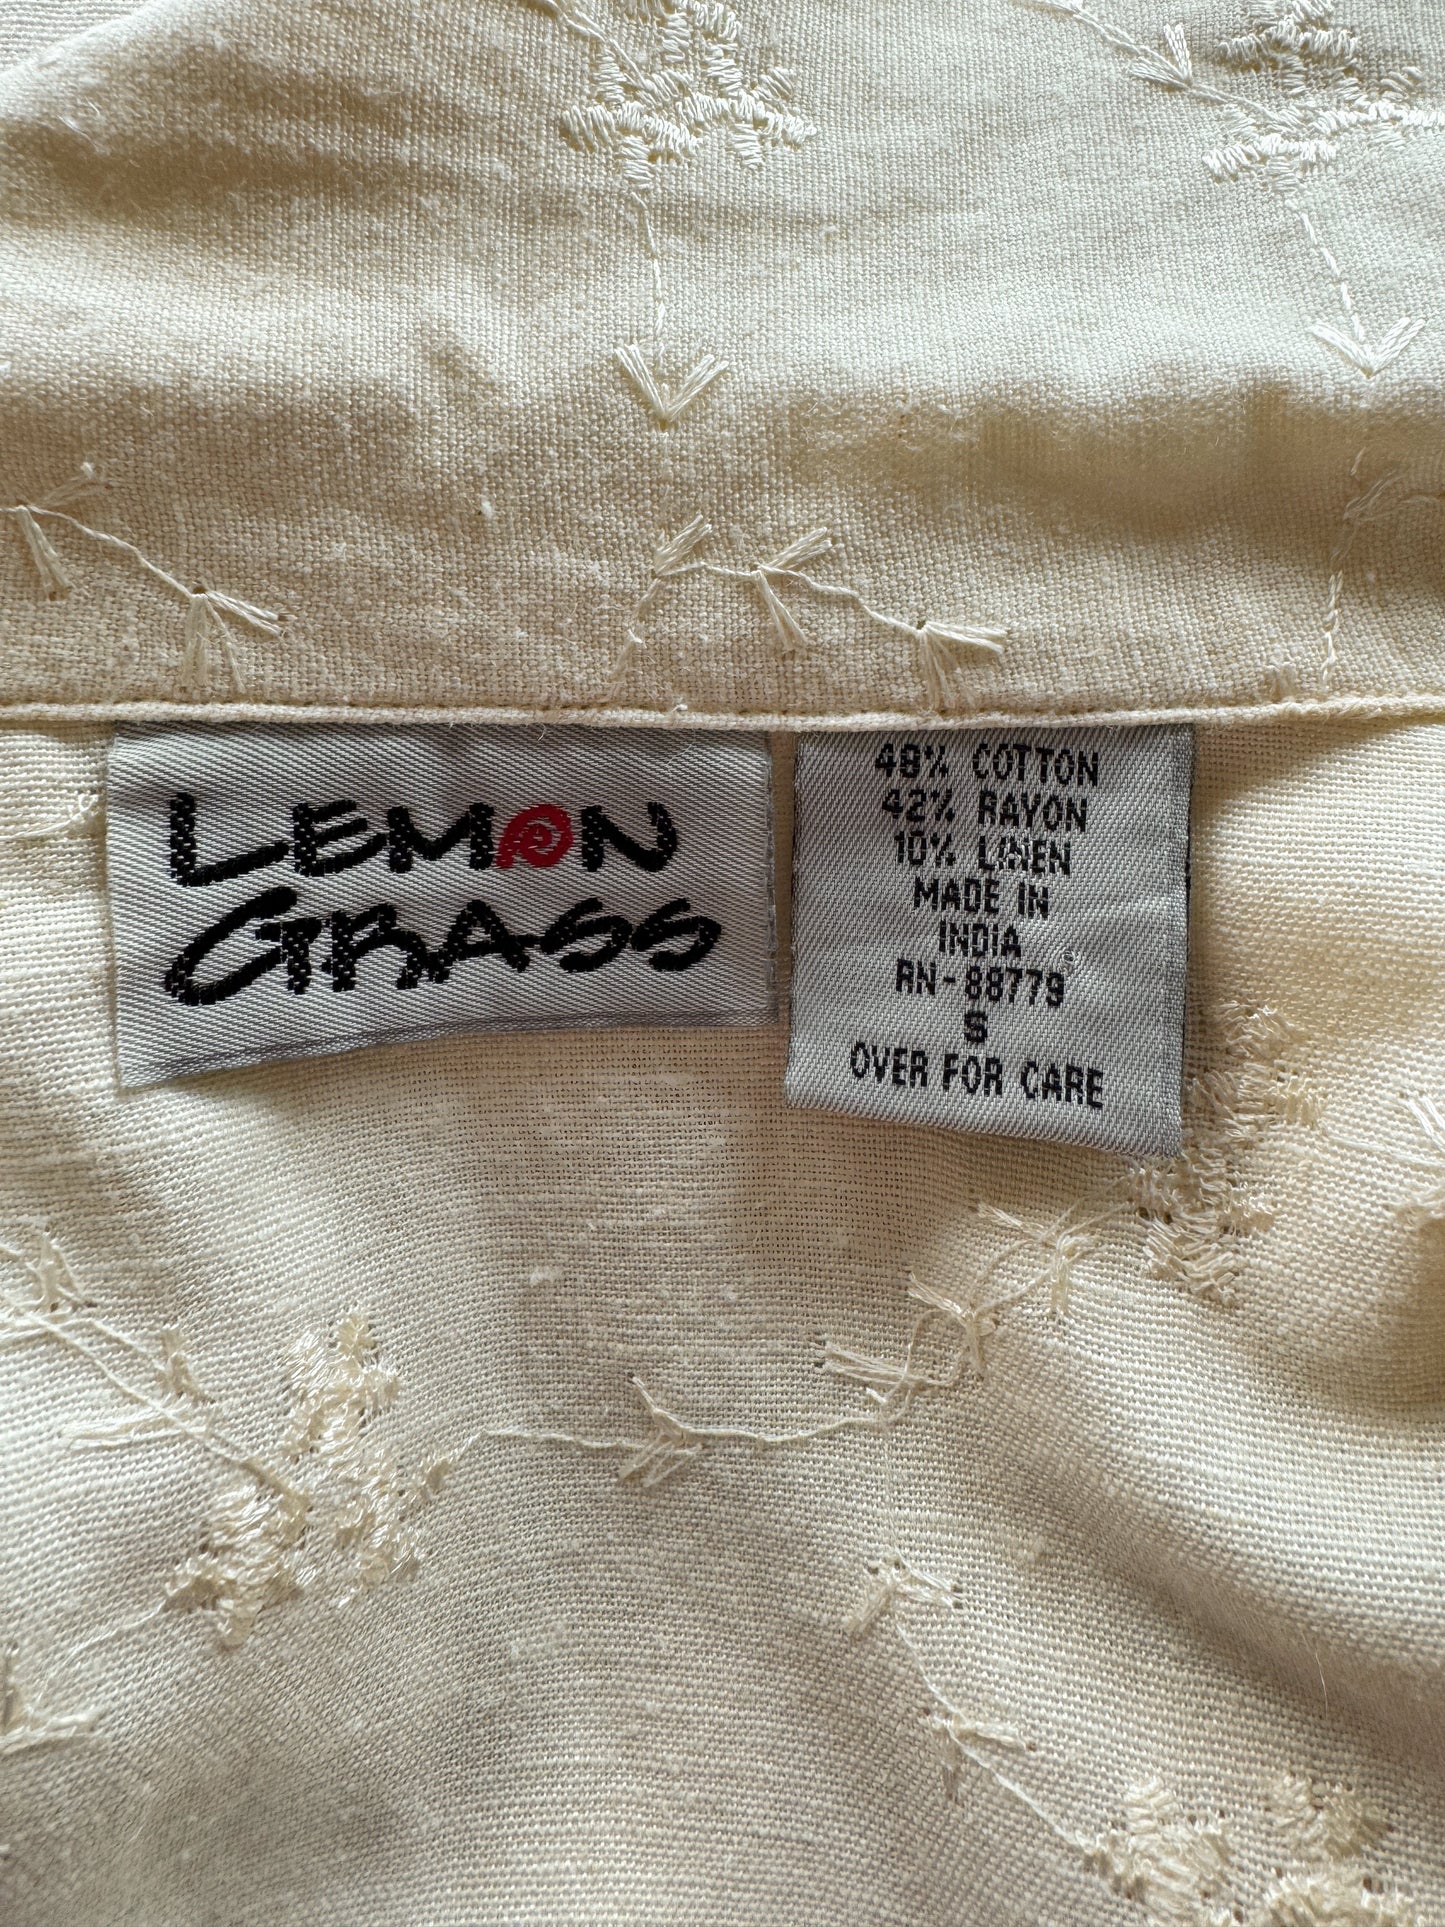 LEMON
GRASS
48% COTTON
42% RAYON
10% LINEN
MADE IN
INDIA
RN-88779
S
OVER FOR CARE